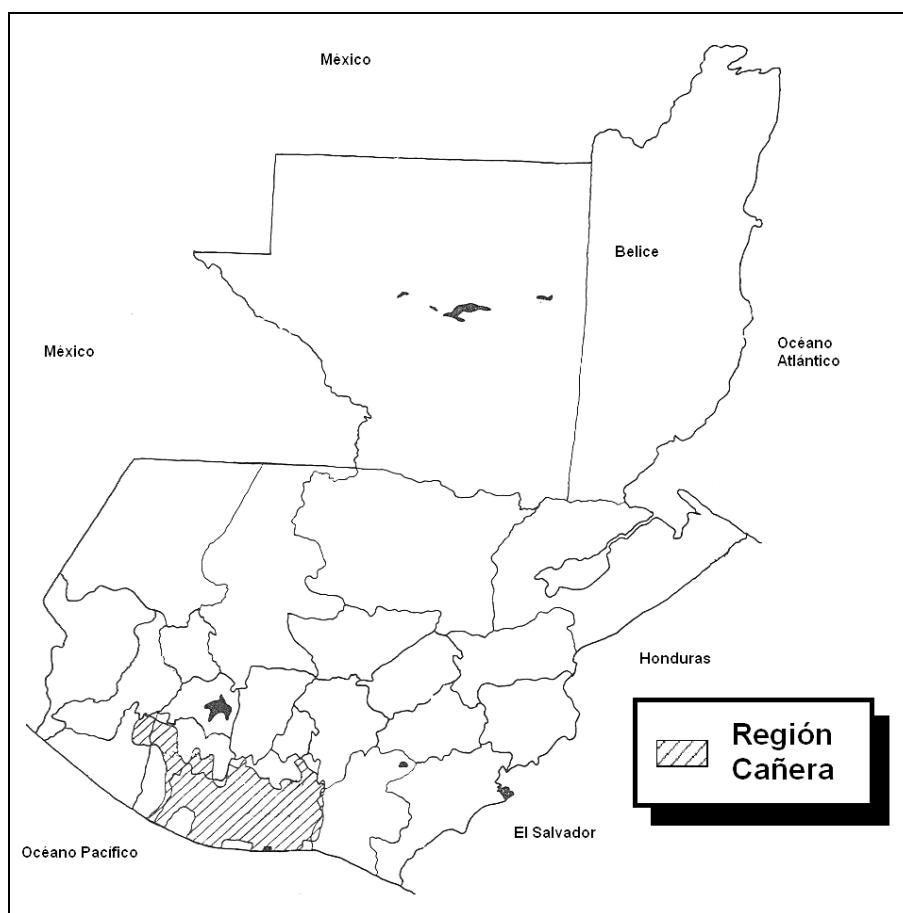 México
Belice
México
Océano
Atlántico
Honduras
Región
Cañera
El Salvador
Océano Pacífico